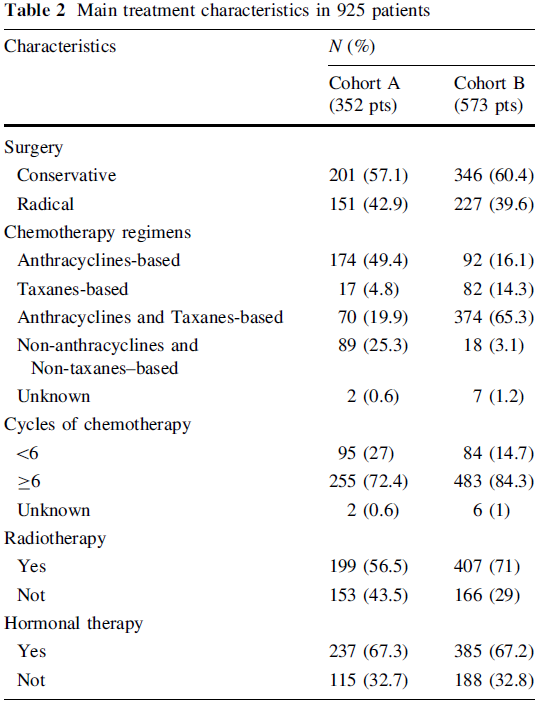 Table 2 Main treatment characteristics in 925 patients
Characteristics N (%)
Cohort A Cohort B
(352 pts) (573 pts)
Surgery
Conservative 201 (57.1) 346 (60.4)
Radical 151 (42.9) 227 (39.6)
Chemotherapy regimens
Anthracyclines-based 174 (49.4) 92 (16.1)
Taxanes-based 17 (4.8) 82 (14.3)
Anthracyclines and Taxanes-based 70 (19.9) 374 (65.3)
Non-anthracyclines and 89 (25.3) 18 (3.1)
Non-taxanes–based
Unknown 2 (0.6) 7 (1.2)
Cycles of chemotherapy
<6 95 (27) 84 (14.7)
≥6 255 (72.4) 483 (84.3)
Unknown 2 (0.6) 6 (1)
Radiotherapy
Yes 199 (56.5) 407 (71)
Not 153 (43.5) 166 (29)
Hormonal therapy
Yes 237 (67.3) 385 (67.2)
Not 115 (32.7) 188 (32.8)